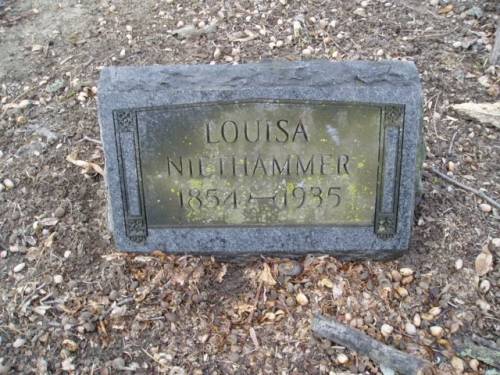 LOUISA
NIETHAMMER
1854 – 1935